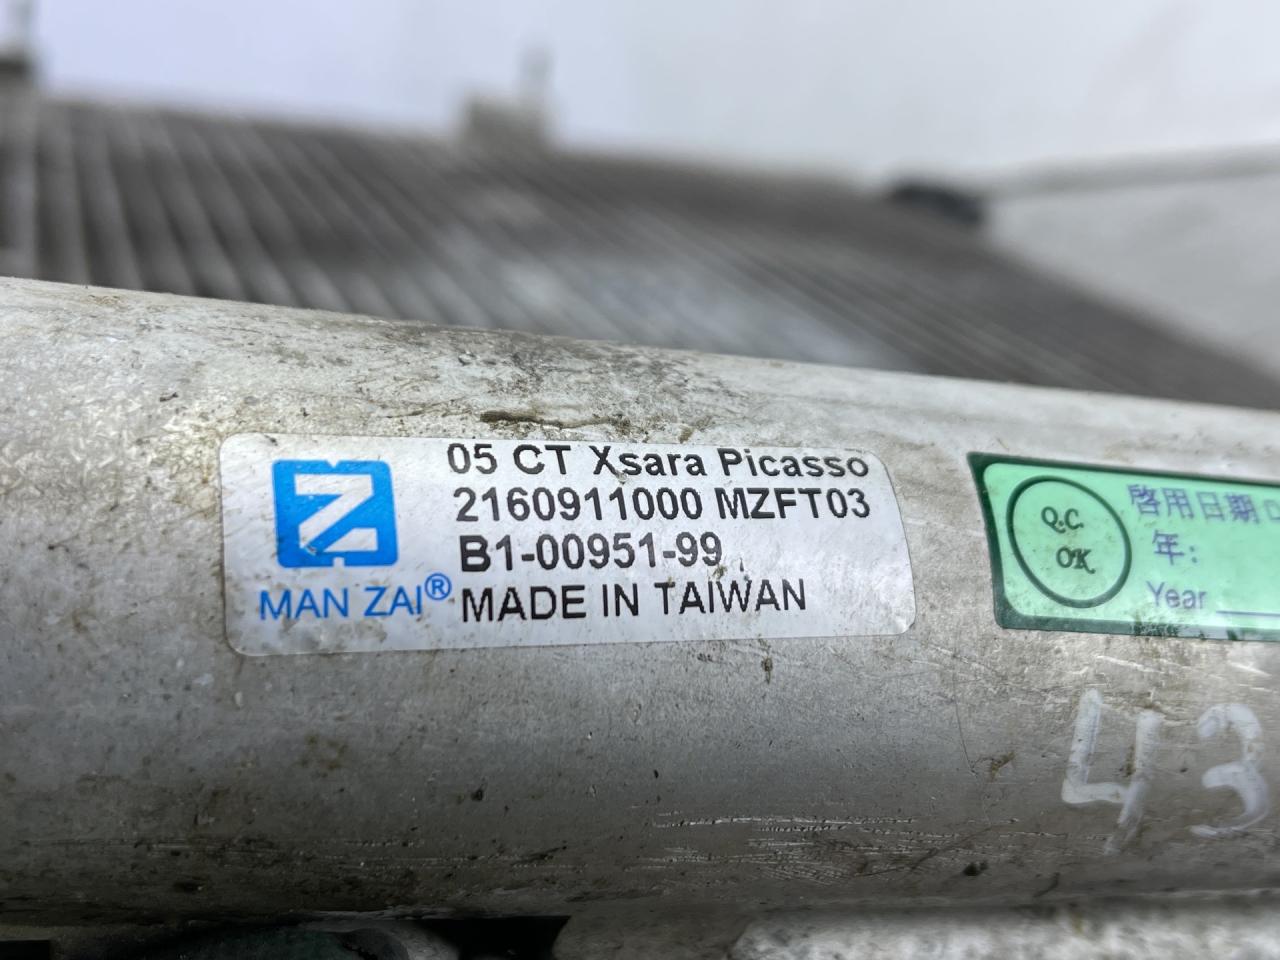 05 CT Xsara Picasso
2160911000 MZFT03
B1-00951-99
MAN ZAI® MADE IN TAIWAN
Q.C.
OK
啓用日期
年:
Year
43